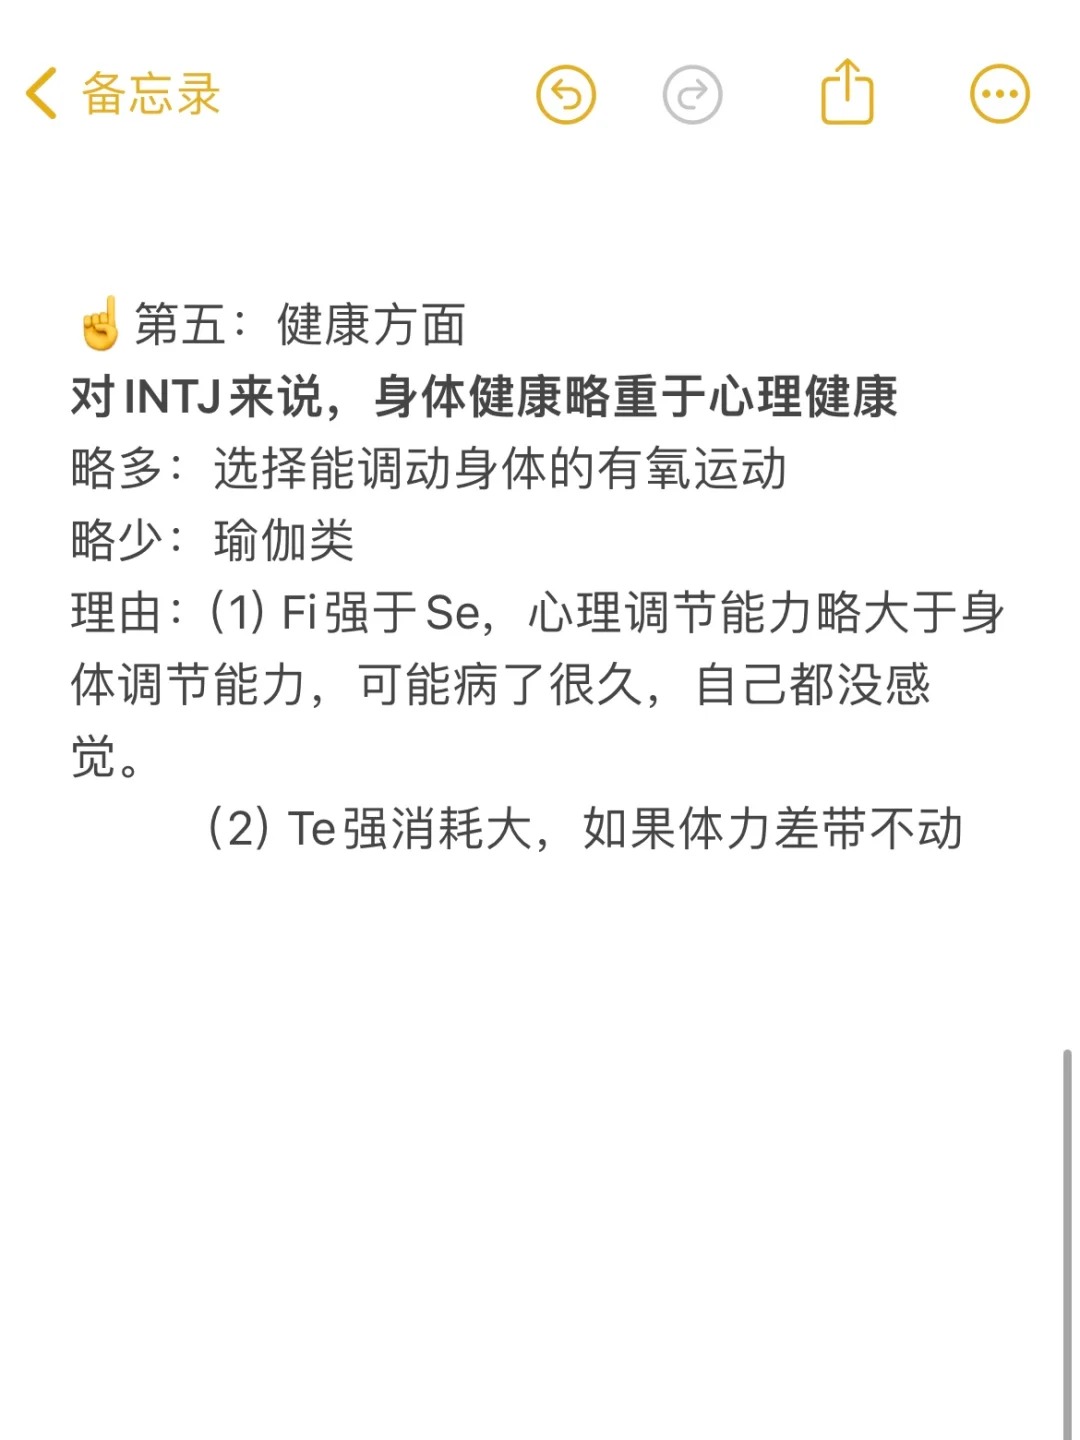 备忘录
☝️第五：健康方面
对INTJ来说，身体健康略重于心理健康
略多：选择能调动身体的有氧运动
略少：瑜伽类
理由：（1）Fi强于Se，心理调节能力略大于身
体调节能力，可能病了很久，自己都没感
觉。
（2）Te强消耗大，如果体力差带不动